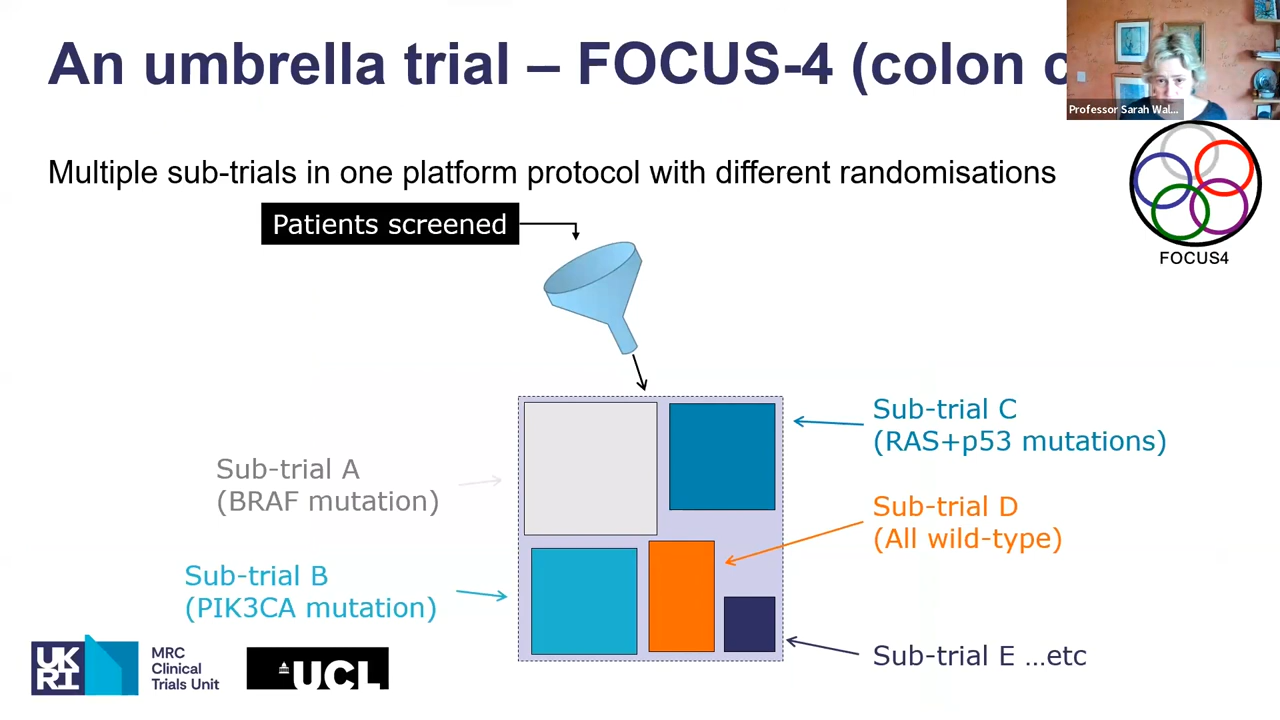 An umbrella trial – FOCUS-4 (colon c
Professor Sarah Wal...
Multiple sub-trials in one platform protocol with different randomisations
Patients screened
FOCUS4
Sub-trial C
(RAS+p53 mutations)
Sub-trial A
(BRAF mutation)
Sub-trial D
(All wild-type)
Sub-trial B
(PIK3CA mutation)
Sub-trial E ...etc
UK
RI
MRC
Clinical
Trials Unit
UCL